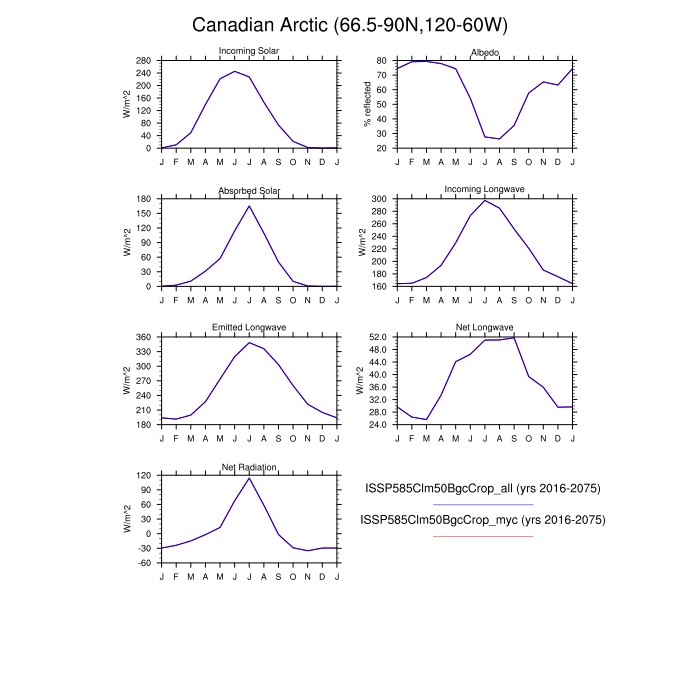 Canadian Arctic (66.5-90N,120-60W)
Incoming Solar
W/m^2
280
240
200
160
120
80
40
0
J F M A M J J A S O N D J
Albedo
% reflected
80
70
60
50
40
30
20
J F M A M J J A S O N D J
Absorbed Solar
W/m^2
180
150
120
90
60
30
0
J F M A M J J A S O N D J
Incoming Longwave
W/m^2
300
280
260
240
220
200
180
160
J F M A M J J A S O N D J
Emitted Longwave
W/m^2
360
330
300
270
240
210
180
J F M A M J J A S O N D J
Net Longwave
W/m^2
52.0
48.0
44.0
40.0
36.0
32.0
28.0
24.0
J F M A M J J A S O N D J
Net Radiation
W/m^2
120
90
60
30
0
-30
-60
J F M A M J J A S O N D J
ISSP585Clm50BgcCrop_all (yrs 2016-2075)
ISSP585Clm50BgcCrop_myc (yrs 2016-2075)